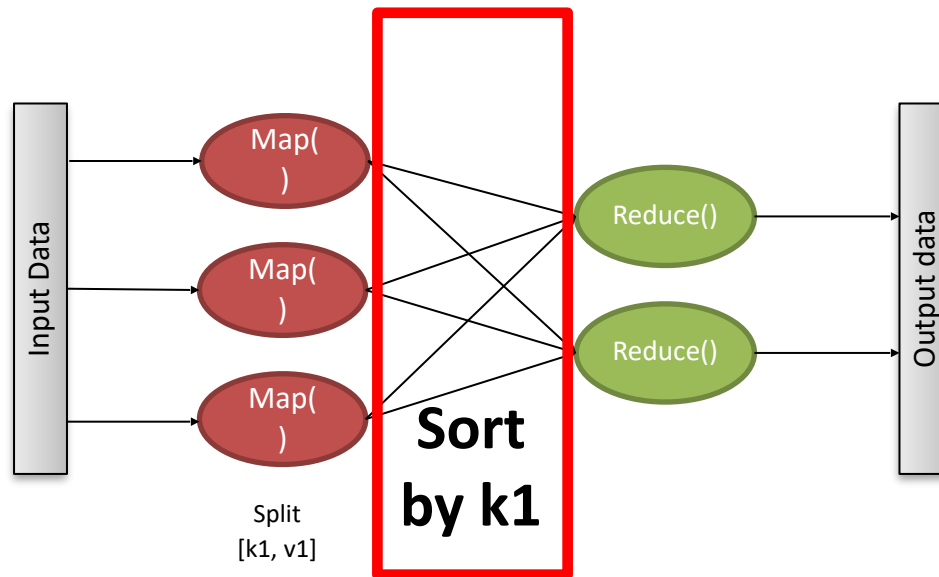 Input Data
Map(
)
Map(
)
Map(
)
Split
[k1, v1]
Sort
by k1
Reduce()
Reduce()
Output data